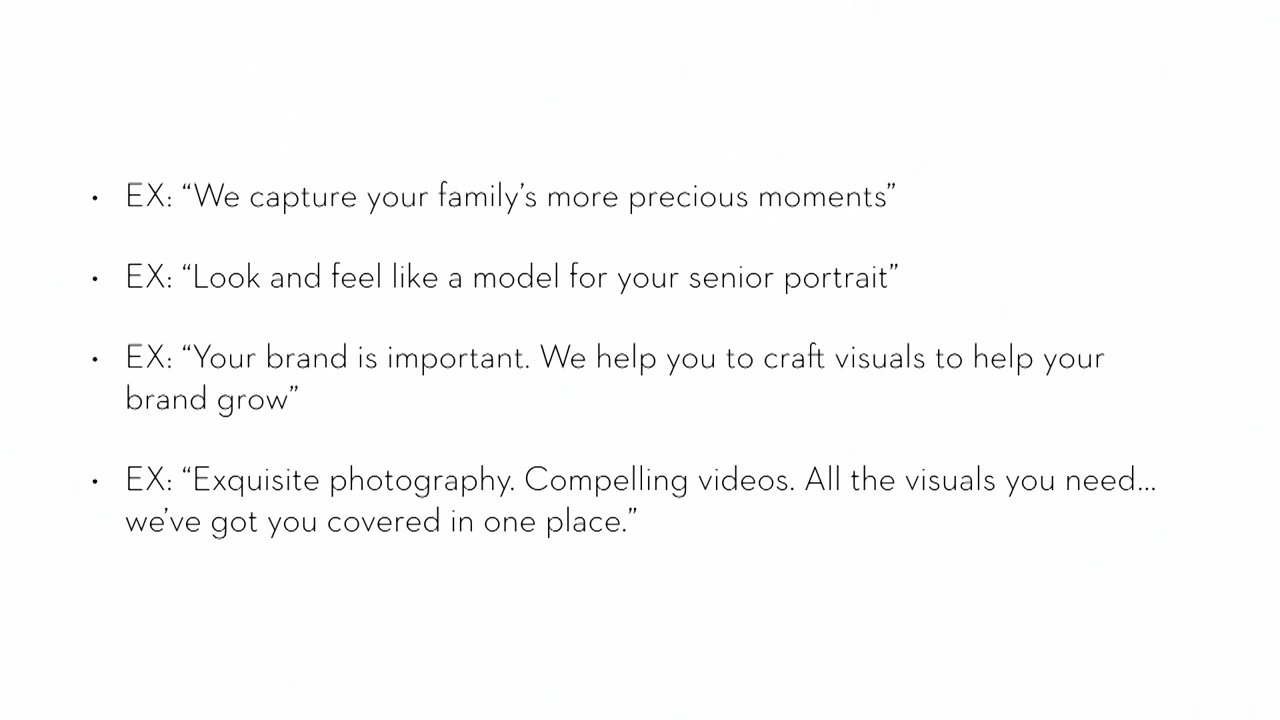 • EX: “We capture your family’s more precious moments”
• EX: “Look and feel like a model for your senior portrait”
• EX: “Your brand is important. We help you to craft visuals to help your
brand grow”
• EX: “Exquisite photography. Compelling videos. All the visuals you need...
we’ve got you covered in one place.”